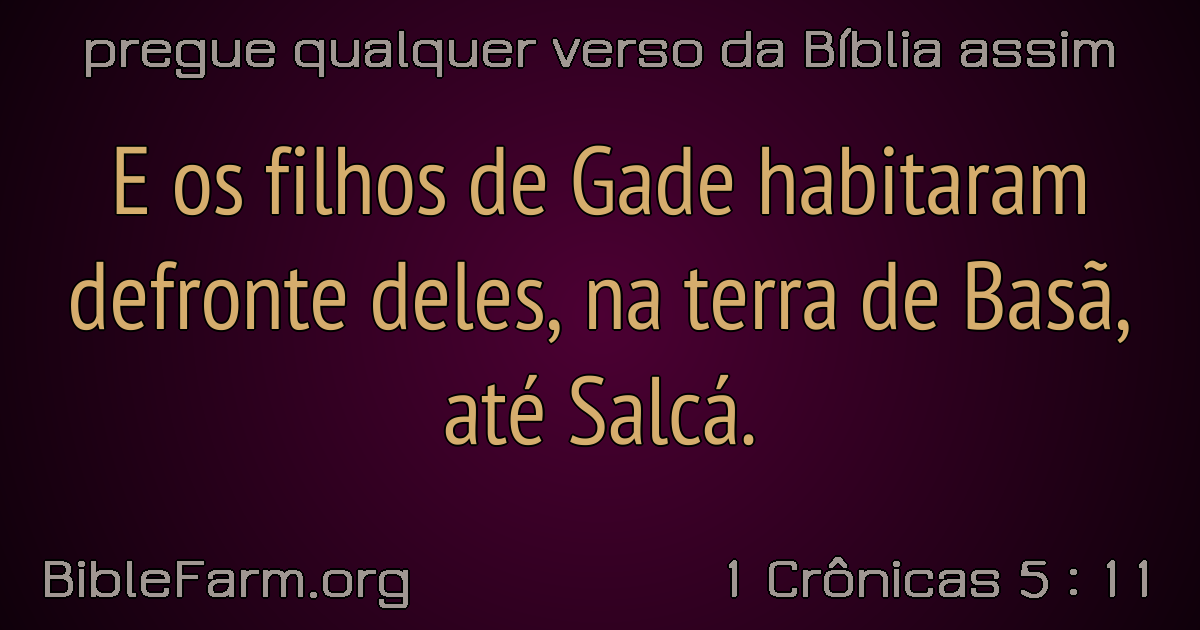 pregue qualquer verso da Bíblia assim
E os filhos de Gade habitaram
defronte deles, na terra de Basã,
até Salcá.
BibleFarm.org
1 Crônicas 5 : 11